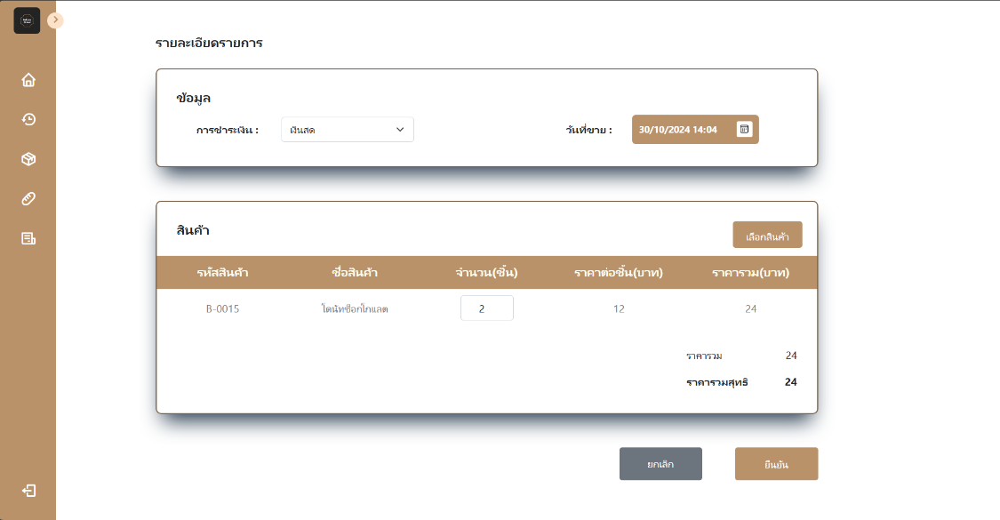 รายละเอียดรายการ
ข้อมูล
การชำระเงิน : เงินสด วันที่ขาย : 30/10/2024 14:04
สินค้า เลือกสินค้า
รหัสสินค้า ชื่อสินค้า จำนวน(ชิ้น) ราคาต่อชิ้น(บาท) ราคารวม(บาท)
B-0015 โดนัทช็อกโกแลต 2 12 24
ราคารวม 24
ราคารวมสุทธิ 24
ยกเลิก ยืนยัน